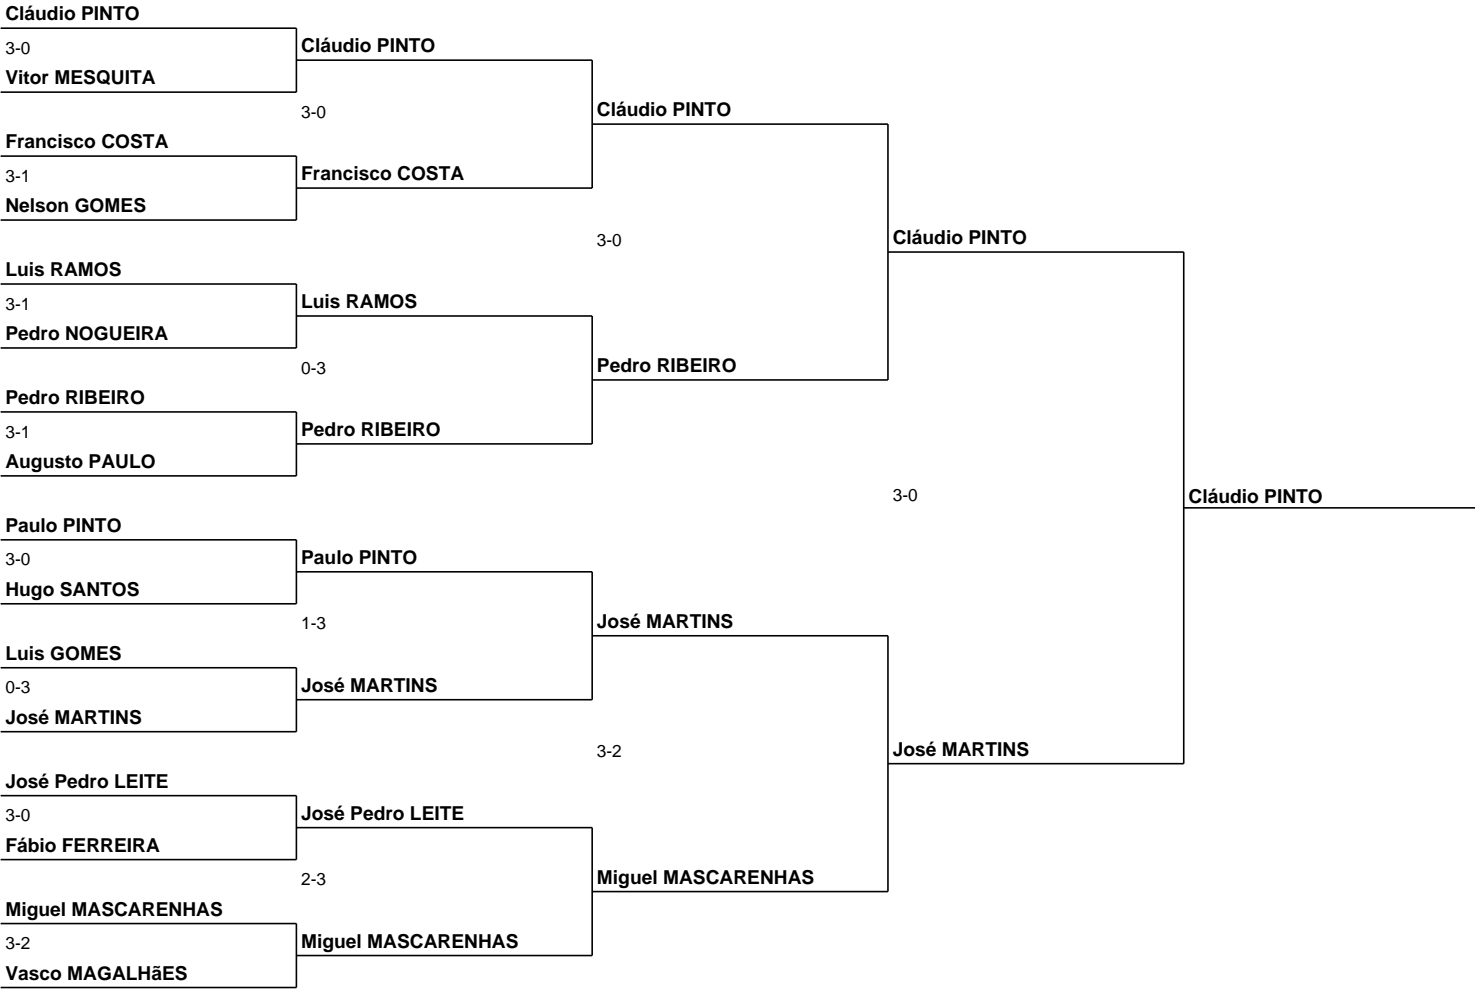 Cláudio PINTO
3-0
Vitor MESQUITA
Francisco COSTA
3-1
Nelson GOMES
Luis RAMOS
3-1
Pedro NOGUEIRA
Pedro RIBEIRO
3-1
Augusto PAULO
Paulo PINTO
3-0
Hugo SANTOS
Luis GOMES
0-3
José MARTINS
José Pedro LEITE
3-0
Fábio FERREIRA
Miguel MASCARENHAS
3-2
Vasco MAGALHãES
Cláudio PINTO
3-0
Francisco COSTA
Luis RAMOS
0-3
Pedro RIBEIRO
Paulo PINTO
1-3
José MARTINS
José Pedro LEITE
2-3
Miguel MASCARENHAS
Cláudio PINTO
3-0
Pedro RIBEIRO
José MARTINS
3-2
Miguel MASCARENHAS
Cláudio PINTO
3-0
José MARTINS
Cláudio PINTO